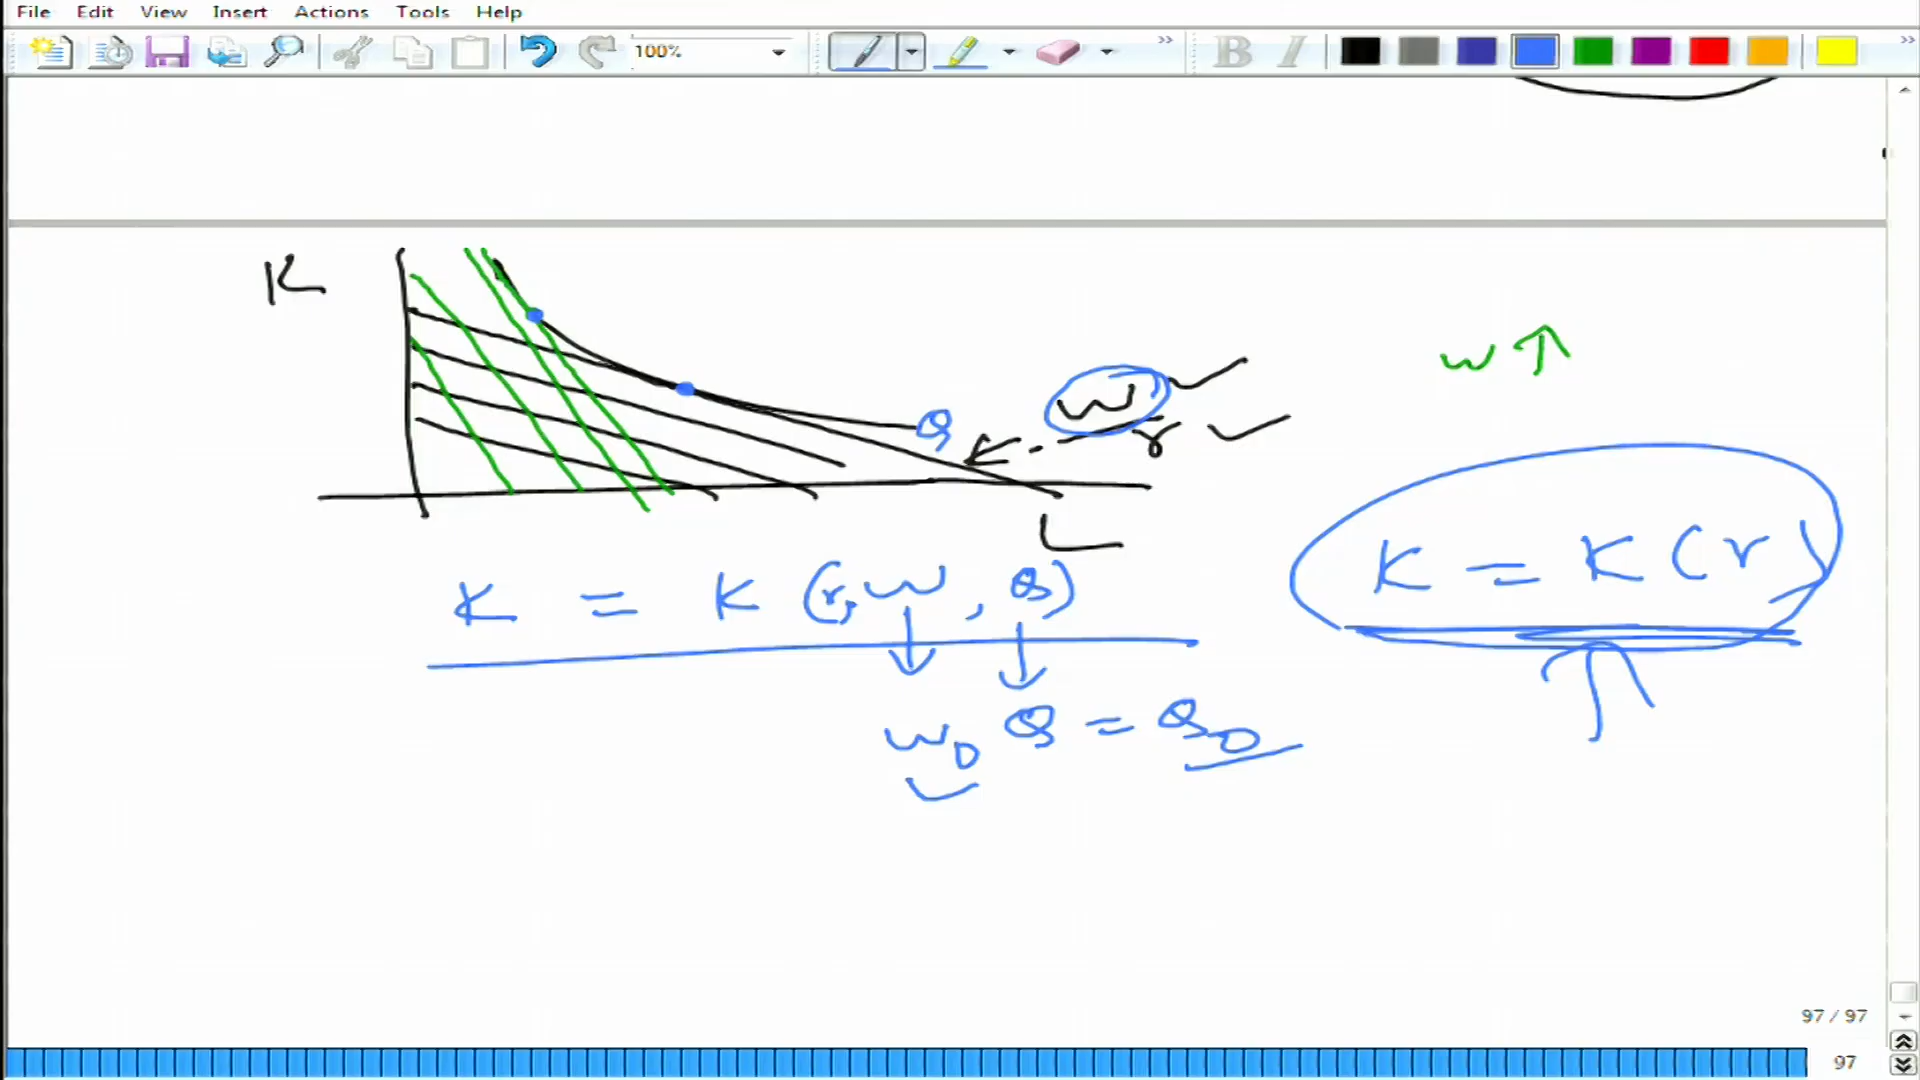 File Edit View Insert Actions Tools Help
100%
B I
K
Q
w
r
w ↑
L
K = K (r, w, Q)
K = K (r)
w0 Q = Q0
97 / 97
97